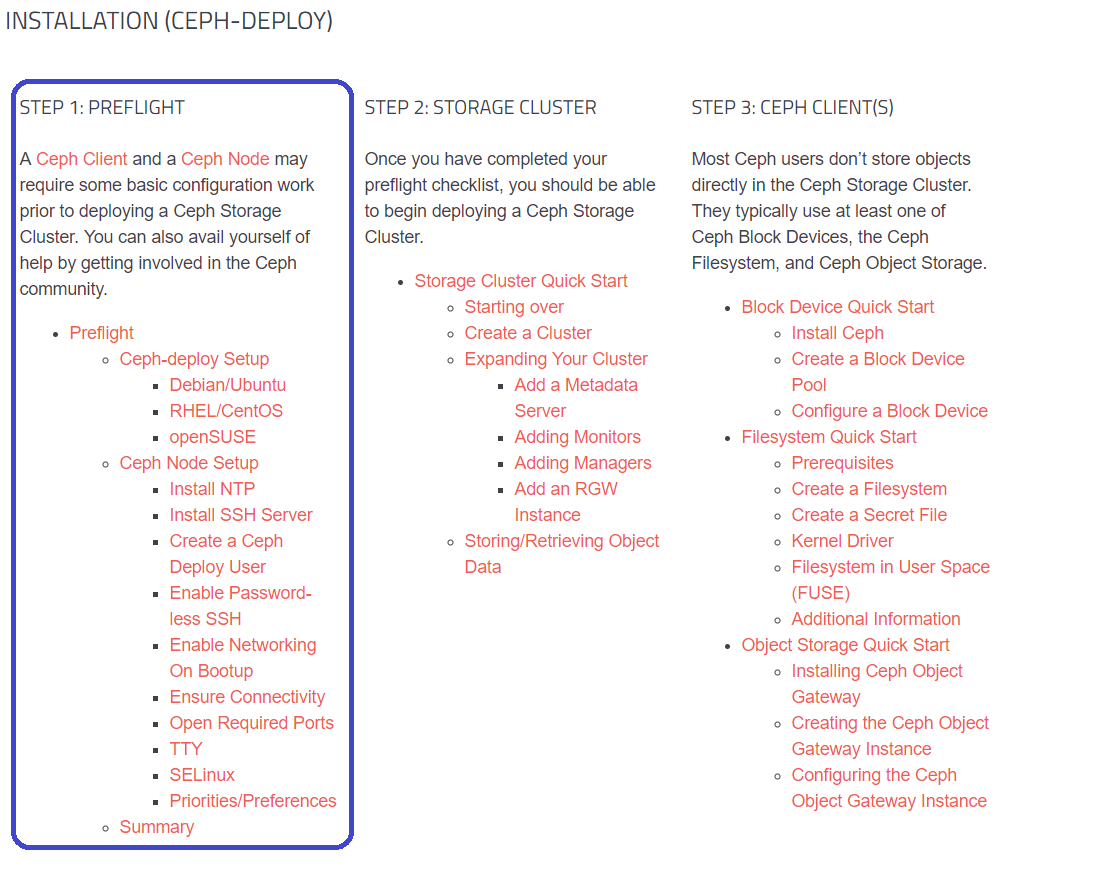 INSTALLATION (CEPH-DEPLOY)
STEP 1: PREFLIGHT
A Ceph Client and a Ceph Node may
require some basic configuration work
prior to deploying a Ceph Storage
Cluster. You can also avail yourself of
help by getting involved in the Ceph
community.
Preflight
Ceph-deploy Setup
Debian/Ubuntu
RHEL/CentOS
openSUSE
Ceph Node Setup
Install NTP
Install SSH Server
Create a Ceph
Deploy User
Enable Password-
less SSH
Enable Networking
On Bootup
Ensure Connectivity
Open Required Ports
TTY
SELinux
Priorities/Preferences
Summary
STEP 2: STORAGE CLUSTER
Once you have completed your
preflight checklist, you should be able
to begin deploying a Ceph Storage
Cluster.
Storage Cluster Quick Start
Starting over
Create a Cluster
Expanding Your Cluster
Add a Metadata
Server
Adding Monitors
Adding Managers
Add an RGW
Instance
Storing/Retrieving Object
Data
STEP 3: CEPH CLIENT(S)
Most Ceph users don’t store objects
directly in the Ceph Storage Cluster.
They typically use at least one of
Ceph Block Devices, the Ceph
Filesystem, and Ceph Object Storage.
Block Device Quick Start
Install Ceph
Create a Block Device
Pool
Configure a Block Device
Filesystem Quick Start
Prerequisites
Create a Filesystem
Create a Secret File
Kernel Driver
Filesystem in User Space
(FUSE)
Additional Information
Object Storage Quick Start
Installing Ceph Object
Gateway
Creating the Ceph Object
Gateway Instance
Configuring the Ceph
Object Gateway Instance